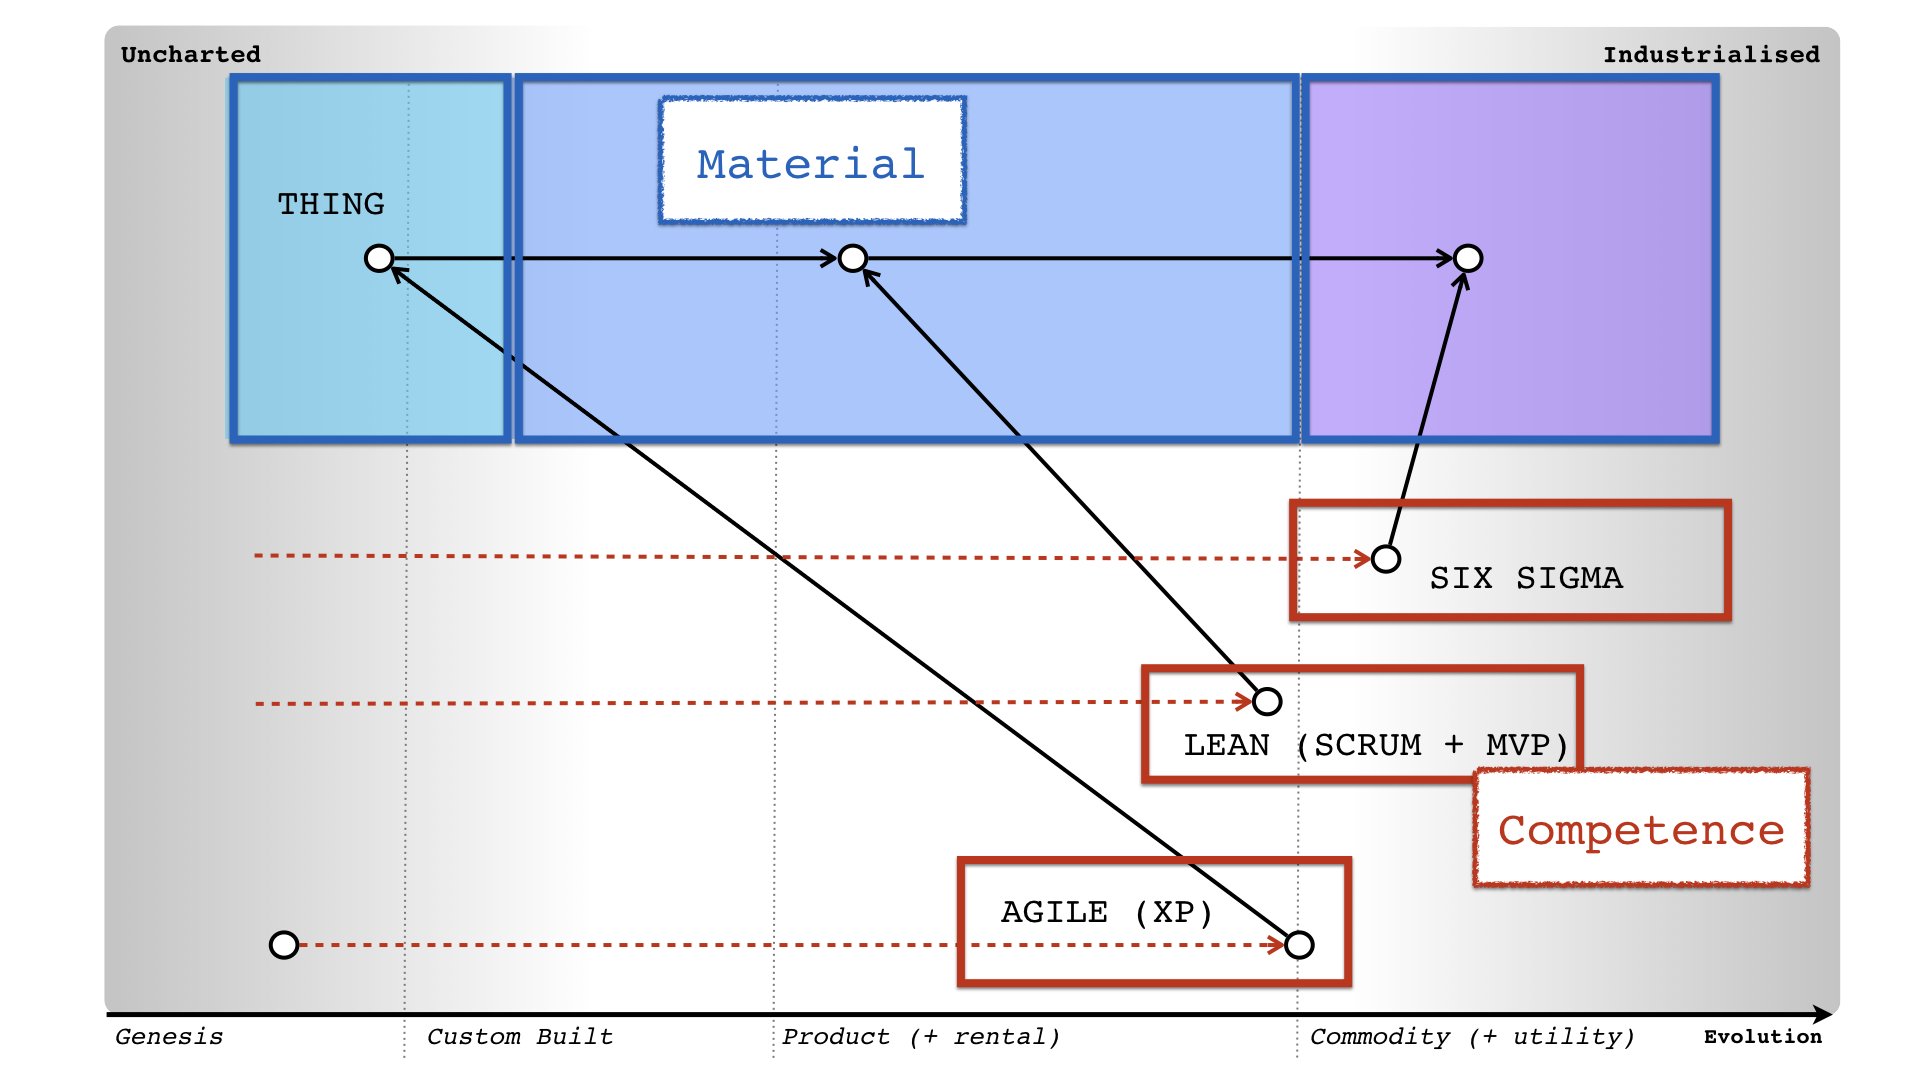 Uncharted
Industrialised
Material
THING
SIX SIGMA
LEAN (SCRUM + MVP)
Competence
AGILE (XP)
Genesis
Custom Built
Product (+ rental)
Commodity (+ utility)
Evolution